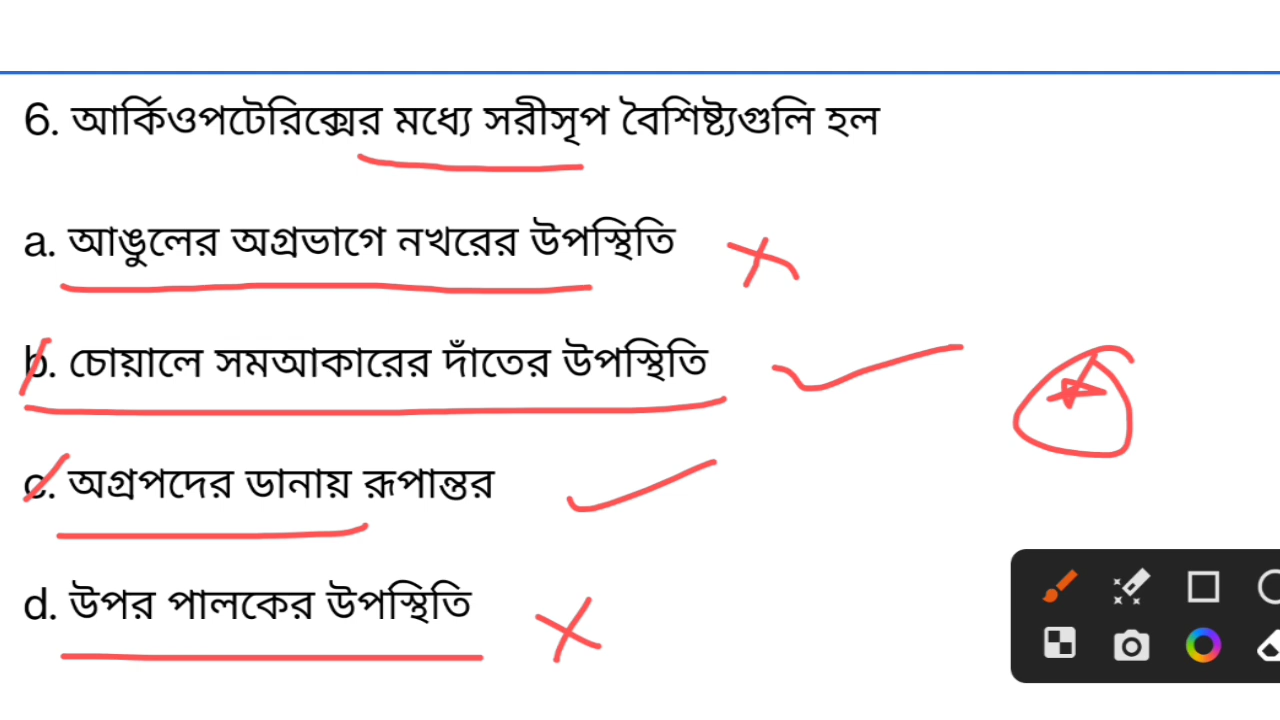 6. আর্কিওপটেরিক্সের মধ্যে সরীসৃপ বৈশিষ্ট্যগুলি হল
a. আঙুলের অগ্রভাগে নখরের উপস্থিতি
b. চোয়ালে সমআকারের দাঁতের উপস্থিতি
c. অগ্রপদের ডানায় রূপান্তর
d. উপর পালকের উপস্থিতি